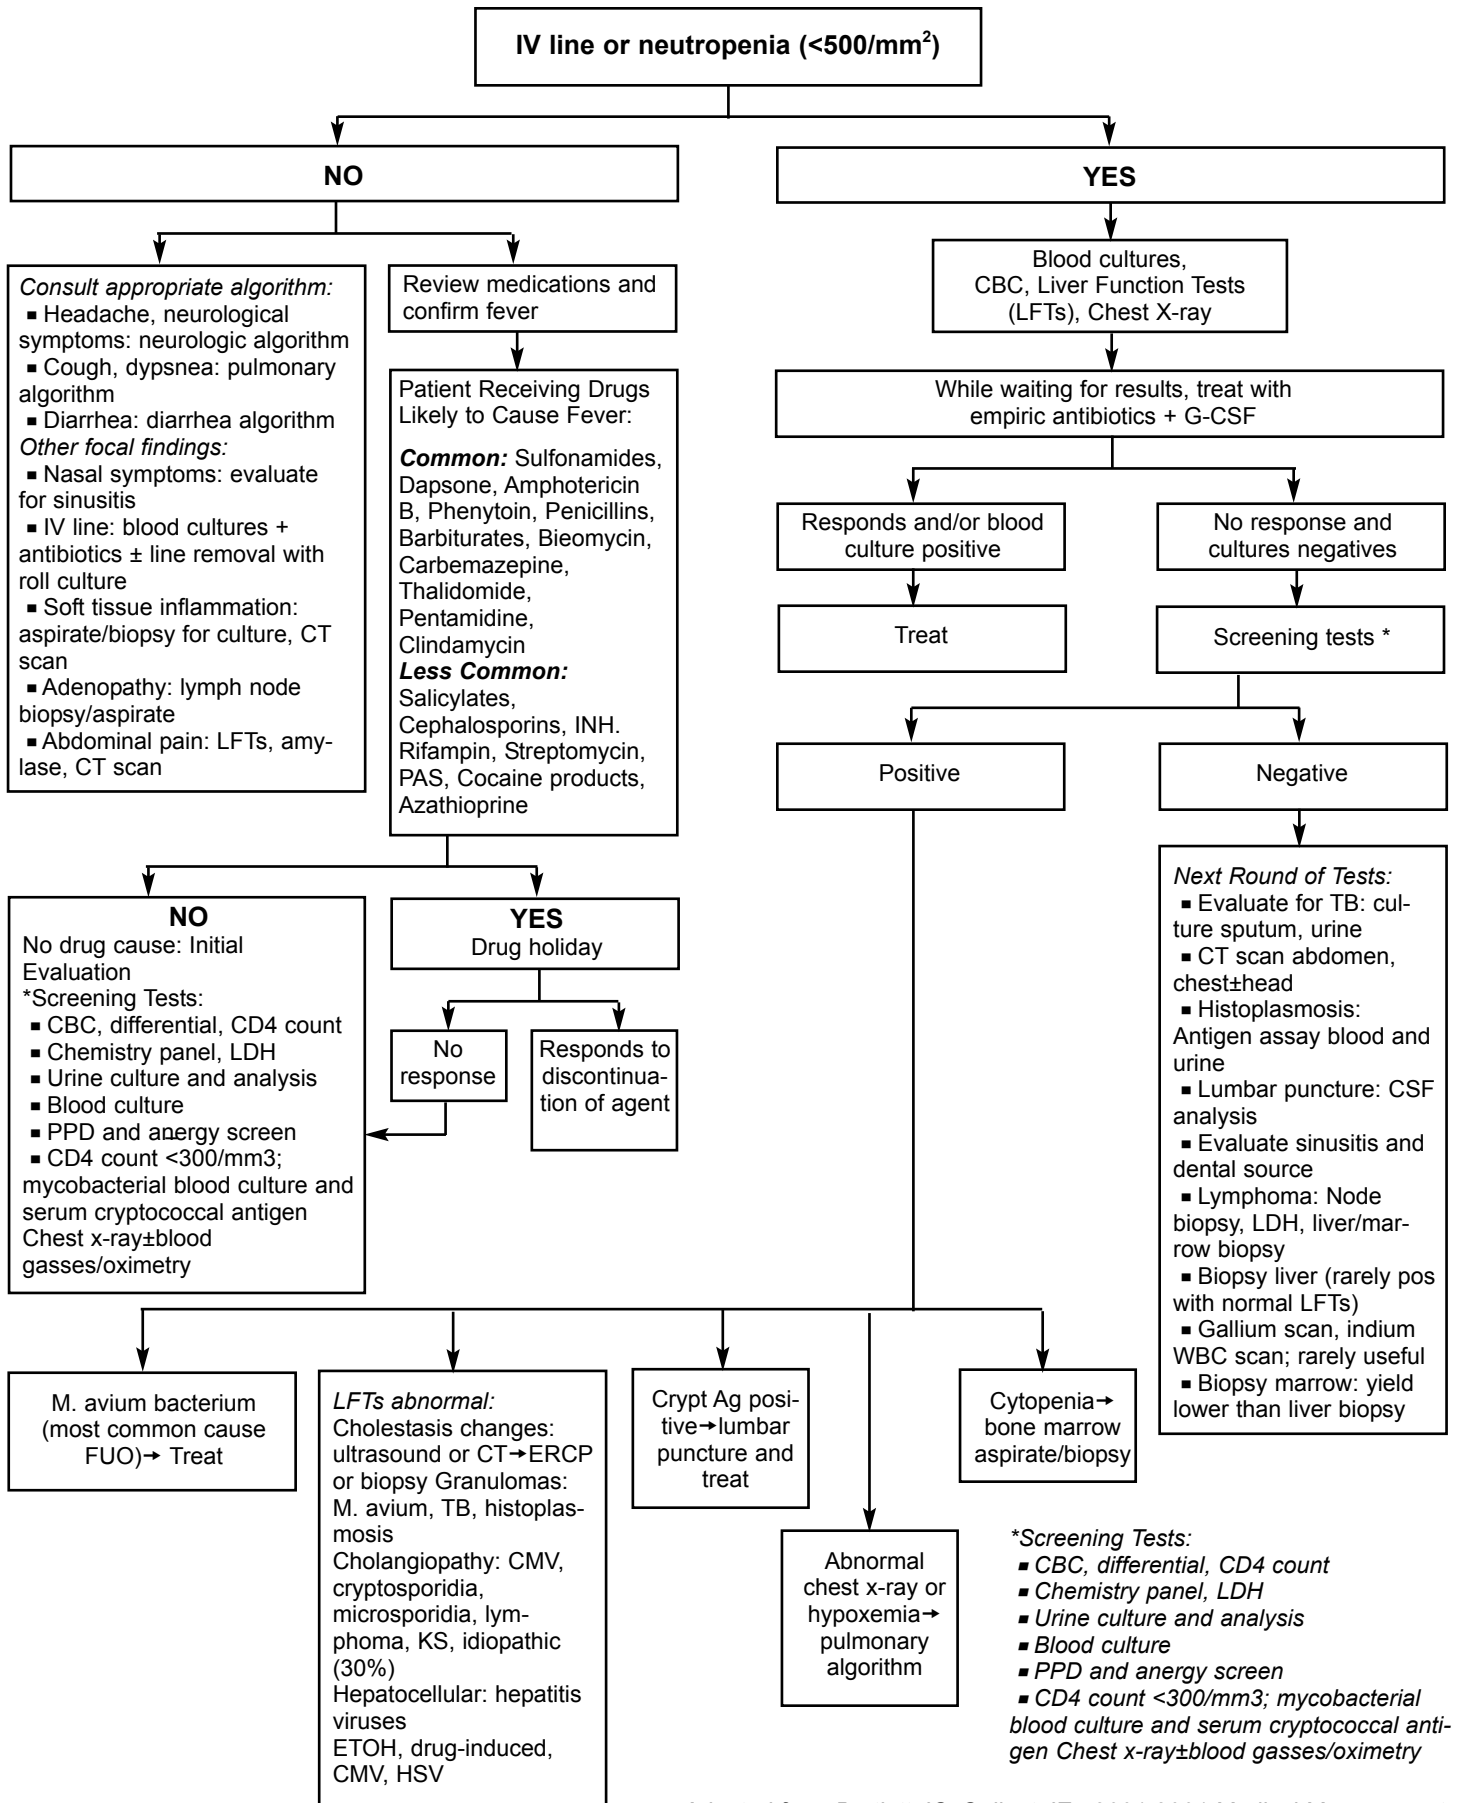 IV line or neutropenia (<500/mm²)
NO
YES
Consult appropriate algorithm:
▪ Headache, neurological
symptoms: neurologic algorithm
▪ Cough, dypsnea: pulmonary
algorithm
▪ Diarrhea: diarrhea algorithm
Other focal findings:
▪ Nasal symptoms: evaluate
for sinusitis
▪ IV line: blood cultures +
antibiotics ± line removal with
roll culture
▪ Soft tissue inflammation:
aspirate/biopsy for culture, CT
scan
▪ Adenopathy: lymph node
biopsy/aspirate
▪ Abdominal pain: LFTs, amy-
lase, CT scan
Review medications and
confirm fever
Patient Receiving Drugs
Likely to Cause Fever:
Common: Sulfonamides,
Dapsone, Amphotericin
B, Phenytoin, Penicillins,
Barbiturates, Bieomycin,
Carbemazepine,
Thalidomide,
Pentamidine,
Clindamycin
Less Common:
Salicylates,
Cephalosporins, INH.
Rifampin, Streptomycin,
PAS, Cocaine products,
Azathioprine
Blood cultures,
CBC, Liver Function Tests
(LFTs), Chest X-ray
While waiting for results, treat with
empiric antibiotics + G-CSF
Responds and/or blood
culture positive
No response and
cultures negatives
Treat
Screening tests *
Positive
Negative
NO
No drug cause: Initial
Evaluation
*Screening Tests:
▪ CBC, differential, CD4 count
▪ Chemistry panel, LDH
▪ Urine culture and analysis
▪ Blood culture
▪ PPD and anergy screen
▪ CD4 count <300/mm3;
mycobacterial blood culture and
serum cryptococcal antigen
Chest x-ray±blood
gasses/oximetry
YES
Drug holiday
No
response
Responds to
discontinua-
tion of agent
Next Round of Tests:
▪ Evaluate for TB: cul-
ture sputum, urine
▪ CT scan abdomen,
chest±head
▪ Histoplasmosis:
Antigen assay blood and
urine
▪ Lumbar puncture: CSF
analysis
▪ Evaluate sinusitis and
dental source
▪ Lymphoma: Node
biopsy, LDH, liver/mar-
row biopsy
▪ Biopsy liver (rarely pos
with normal LFTs)
▪ Gallium scan, indium
WBC scan; rarely useful
▪ Biopsy marrow: yield
lower than liver biopsy
M. avium bacterium
(most common cause
FUO)→ Treat
LFTs abnormal:
Cholestasis changes:
ultrasound or CT→ERCP
or biopsy Granulomas:
M. avium, TB, histoplas-
mosis
Cholangiopathy: CMV,
cryptosporidia,
microsporidia, lym-
phoma, KS, idiopathic
(30%)
Hepatocellular: hepatitis
viruses
ETOH, drug-induced,
CMV, HSV
Crypt Ag posi-
tive→lumbar
puncture and
treat
Abnormal
chest x-ray or
hypoxemia→
pulmonary
algorithm
Cytopenia→
bone marrow
aspirate/biopsy
*Screening Tests:
▪ CBC, differential, CD4 count
▪ Chemistry panel, LDH
▪ Urine culture and analysis
▪ Blood culture
▪ PPD and anergy screen
▪ CD4 count <300/mm3; mycobacterial
blood culture and serum cryptococcal anti-
gen Chest x-ray±blood gasses/oximetry